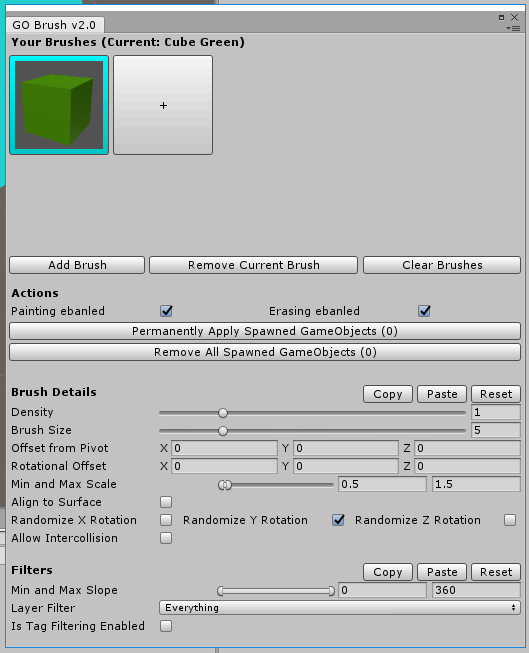 GO Brush v2.0
Your Brushes (Current: Cube Green)
+
Add Brush Remove Current Brush Clear Brushes
Actions
Painting ebanled Erasing ebanled
Permanently Apply Spawned GameObjects (0)
Remove All Spawned GameObjects (0)
Brush Details Copy Paste Reset
Density 1
Brush Size 5
Offset from Pivot X 0 Y 0 Z 0
Rotational Offset X 0 Y 0 Z 0
Min and Max Scale 0.5 1.5
Align to Surface
Randomize X Rotation Randomize Y Rotation Randomize Z Rotation
Allow Intercollision
Filters Copy Paste Reset
Min and Max Slope 0 360
Layer Filter Everything
Is Tag Filtering Enabled